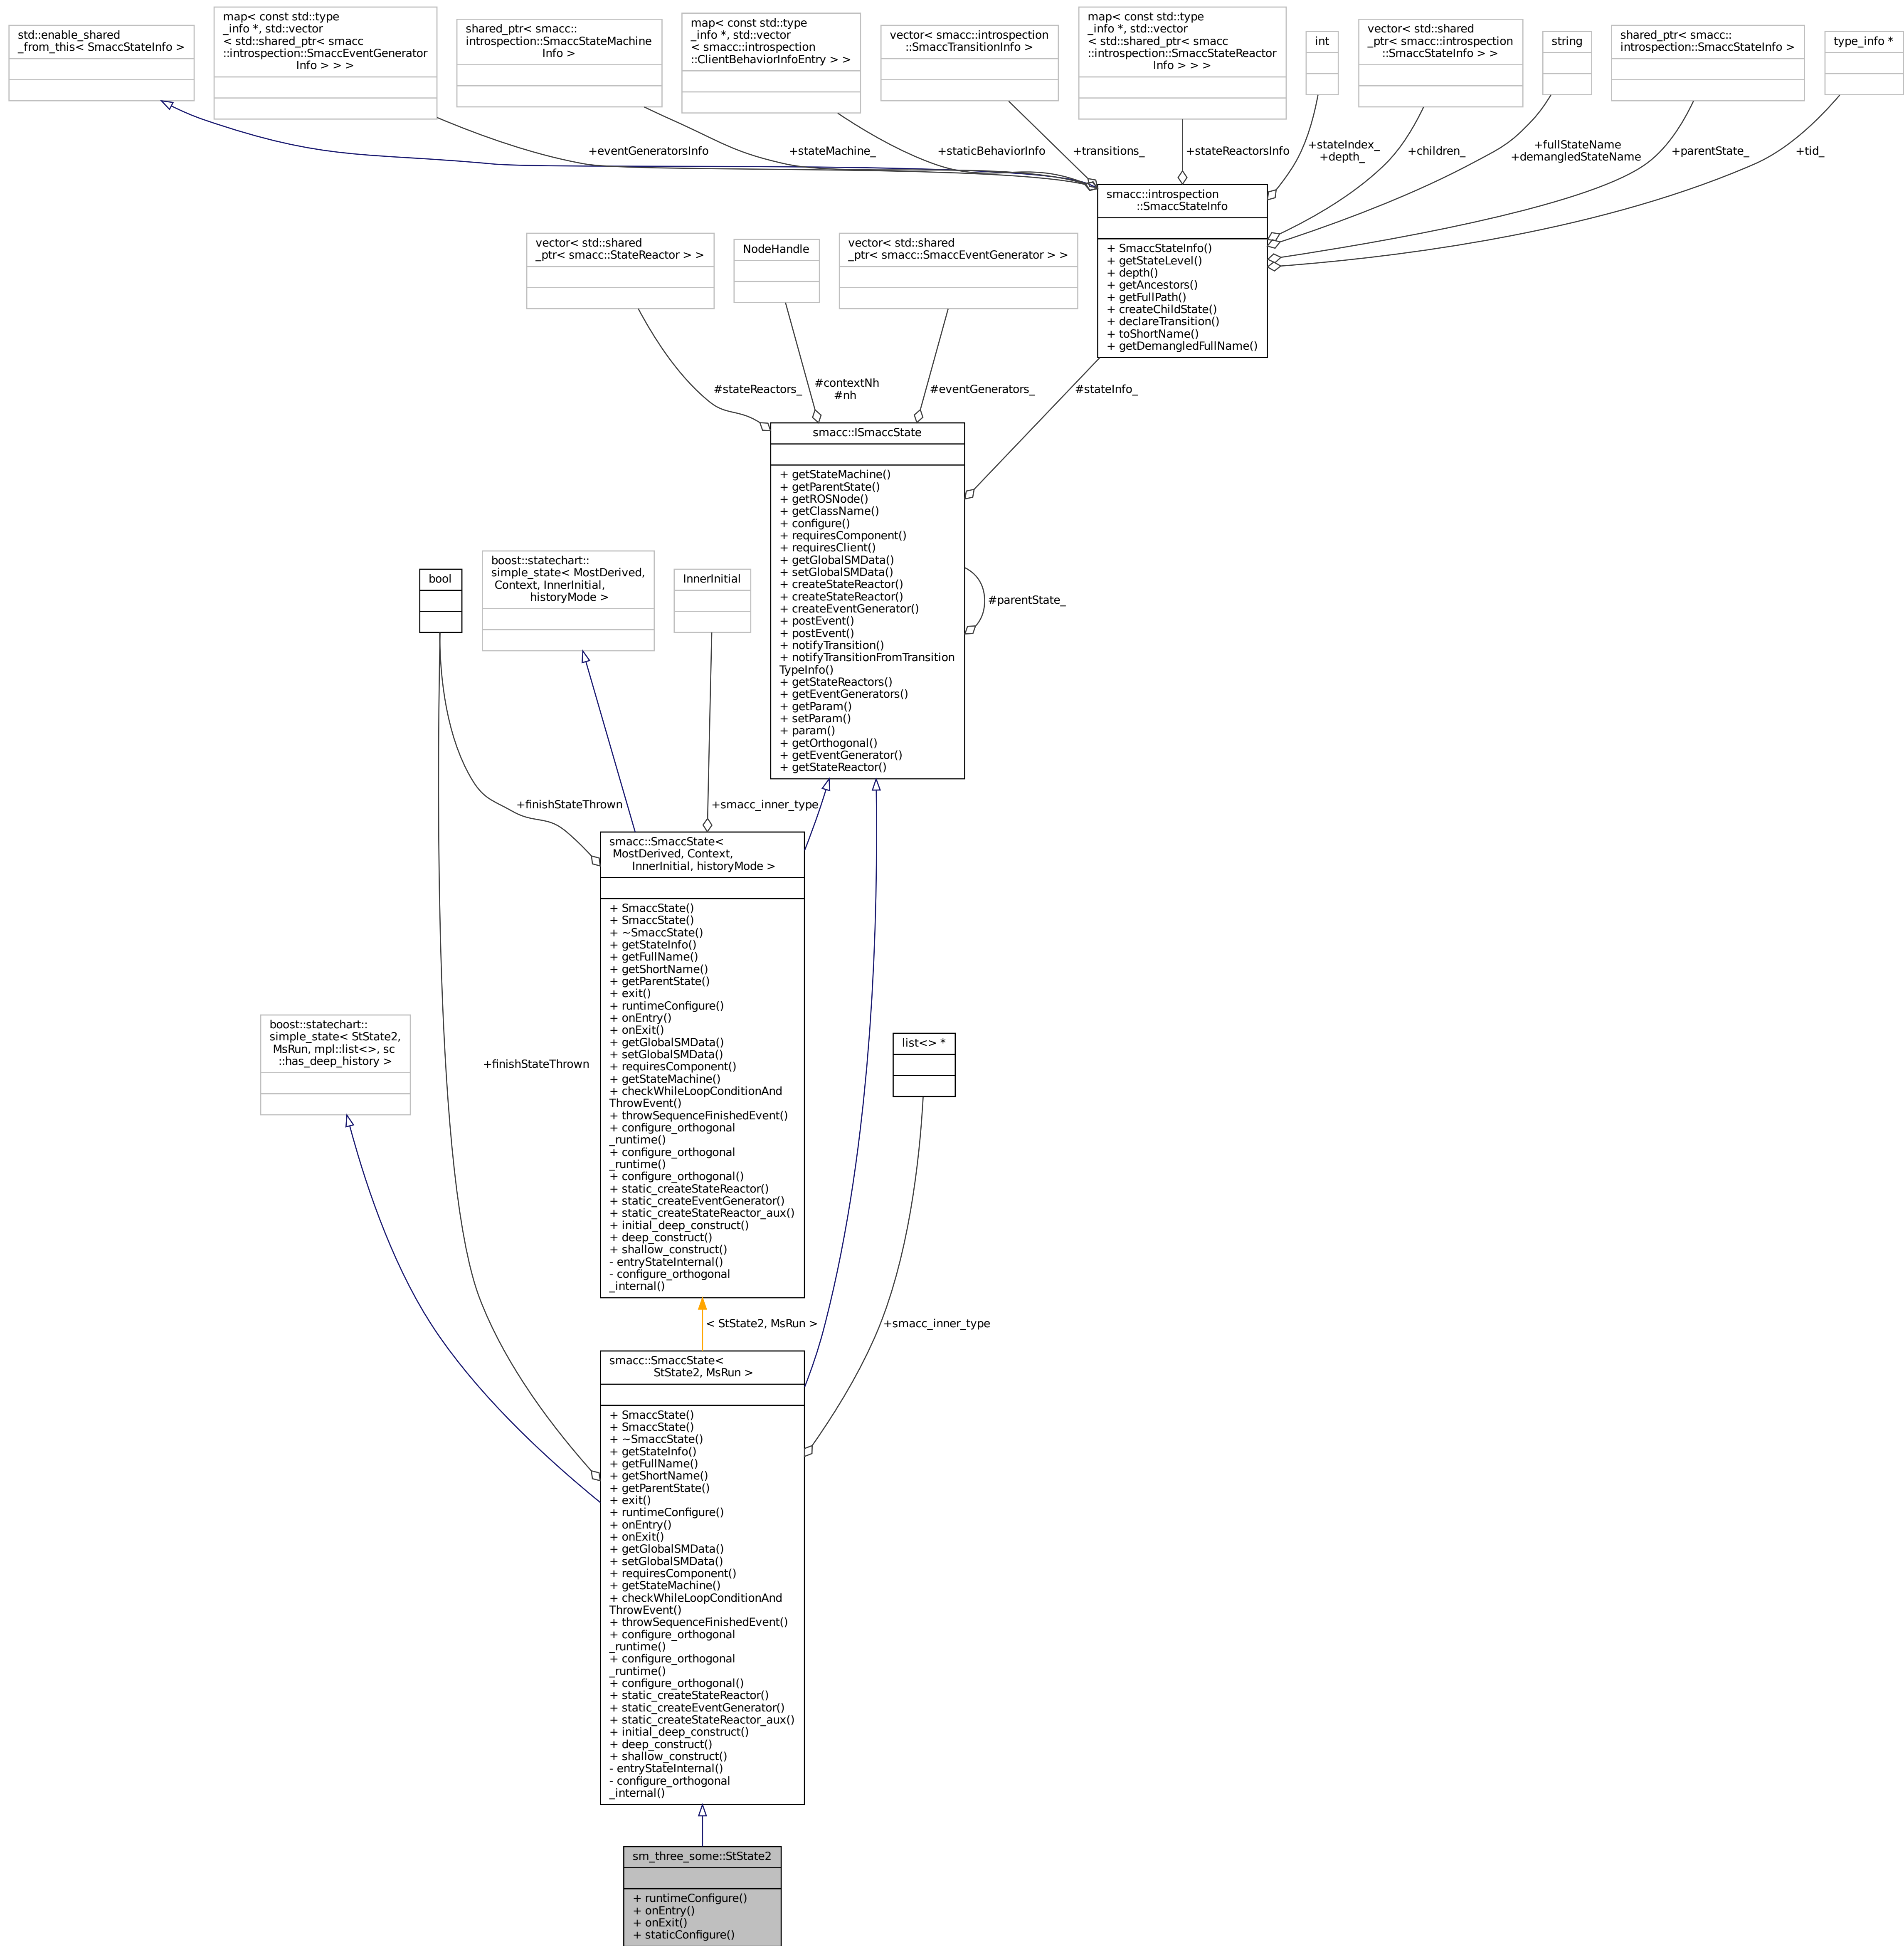 std::enable_shared
_from_this< SmaccStateInfo >
map< const std::type
_info *, std::vector
< std::shared_ptr< smacc
::introspection::SmaccEventGenerator
Info > > >
shared_ptr< smacc::
introspection::SmaccStateMachine
Info >
map< const std::type
_info *, std::vector
< smacc::introspection
::ClientBehaviorInfoEntry > >
vector< smacc::introspection
::SmaccTransitionInfo >
map< const std::type
_info *, std::vector
< std::shared_ptr< smacc
::introspection::SmaccStateReactor
Info > > >
int
vector< std::shared
_ptr< smacc::introspection
::SmaccStateInfo > >
string
shared_ptr< smacc::
introspection::SmaccStateInfo >
type_info *
+eventGeneratorsInfo
+stateMachine_
+staticBehaviorInfo
+transitions_
+stateReactorsInfo
+stateIndex_
+depth_
+children_
+fullStateName
+demangledStateName
+parentState_
+tid_
smacc::introspection
::SmaccStateInfo
+ SmaccStateInfo()
+ getStateLevel()
+ depth()
+ getAncestors()
+ getFullPath()
+ createChildState()
+ declareTransition()
+ toShortName()
+ getDemangledFullName()
vector< std::shared
_ptr< smacc::StateReactor > >
NodeHandle
vector< std::shared
_ptr< smacc::SmaccEventGenerator > >
#stateReactors_
#contextNh
#nh
#eventGenerators_
#stateInfo_
smacc::ISmaccState
+ getStateMachine()
+ getParentState()
+ getROSNode()
+ getClassName()
+ configure()
+ requiresComponent()
+ requiresClient()
+ getGlobalSMData()
+ setGlobalSMData()
+ createStateReactor()
+ createStateReactor()
+ createEventGenerator()
+ postEvent()
+ postEvent()
+ notifyTransition()
+ notifyTransitionFromTransition
TypeInfo()
+ getStateReactors()
+ getEventGenerators()
+ getParam()
+ setParam()
+ param()
+ getOrthogonal()
+ getEventGenerator()
+ getStateReactor()
#parentState_
bool
boost::statechart::
simple_state< MostDerived,
Context, InnerInitial,
historyMode >
InnerInitial
+finishStateThrown
+smacc_inner_type
smacc::SmaccState<
MostDerived, Context,
InnerInitial, historyMode >
+ SmaccState()
+ SmaccState()
+ ~SmaccState()
+ getStateInfo()
+ getFullName()
+ getShortName()
+ getParentState()
+ exit()
+ runtimeConfigure()
+ onEntry()
+ onExit()
+ getGlobalSMData()
+ setGlobalSMData()
+ requiresComponent()
+ getStateMachine()
+ checkWhileLoopConditionAnd
ThrowEvent()
+ throwSequenceFinishedEvent()
+ configure_orthogonal
_runtime()
+ configure_orthogonal
_runtime()
+ configure_orthogonal()
+ static_createStateReactor()
+ static_createEventGenerator()
+ static_createStateReactor_aux()
+ initial_deep_construct()
+ deep_construct()
+ shallow_construct()
- entryStateInternal()
- configure_orthogonal
_internal()
boost::statechart::
simple_state< StState2,
MsRun, mpl::list<>, sc
::has_deep_history >
+finishStateThrown
list<> *
< StState2, MsRun >
+smacc_inner_type
smacc::SmaccState<
StState2, MsRun >
+ SmaccState()
+ SmaccState()
+ ~SmaccState()
+ getStateInfo()
+ getFullName()
+ getShortName()
+ getParentState()
+ exit()
+ runtimeConfigure()
+ onEntry()
+ onExit()
+ getGlobalSMData()
+ setGlobalSMData()
+ requiresComponent()
+ getStateMachine()
+ checkWhileLoopConditionAnd
ThrowEvent()
+ throwSequenceFinishedEvent()
+ configure_orthogonal
_runtime()
+ configure_orthogonal
_runtime()
+ configure_orthogonal()
+ static_createStateReactor()
+ static_createEventGenerator()
+ static_createStateReactor_aux()
+ initial_deep_construct()
+ deep_construct()
+ shallow_construct()
- entryStateInternal()
- configure_orthogonal
_internal()
sm_three_some::StState2
+ runtimeConfigure()
+ onEntry()
+ onExit()
+ staticConfigure()